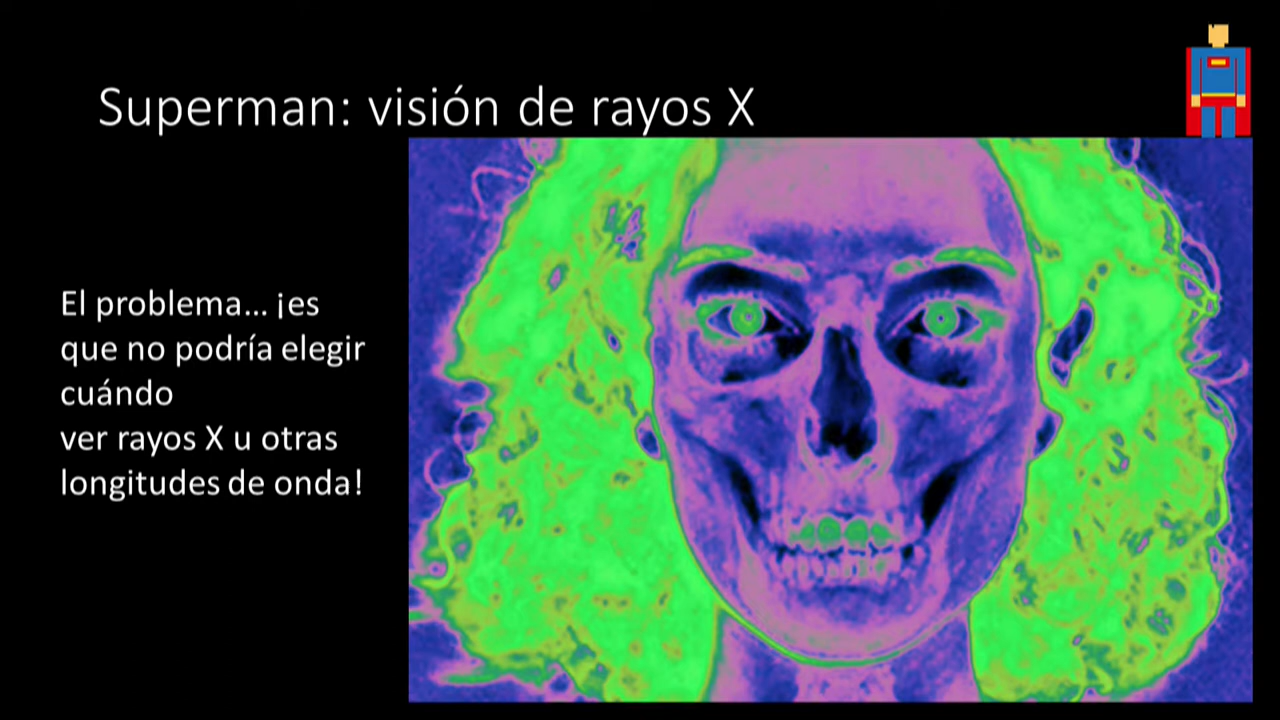 Superman: visión de rayos X
El problema… ¡es
que no podría elegir
cuándo
ver rayos X u otras
longitudes de onda!